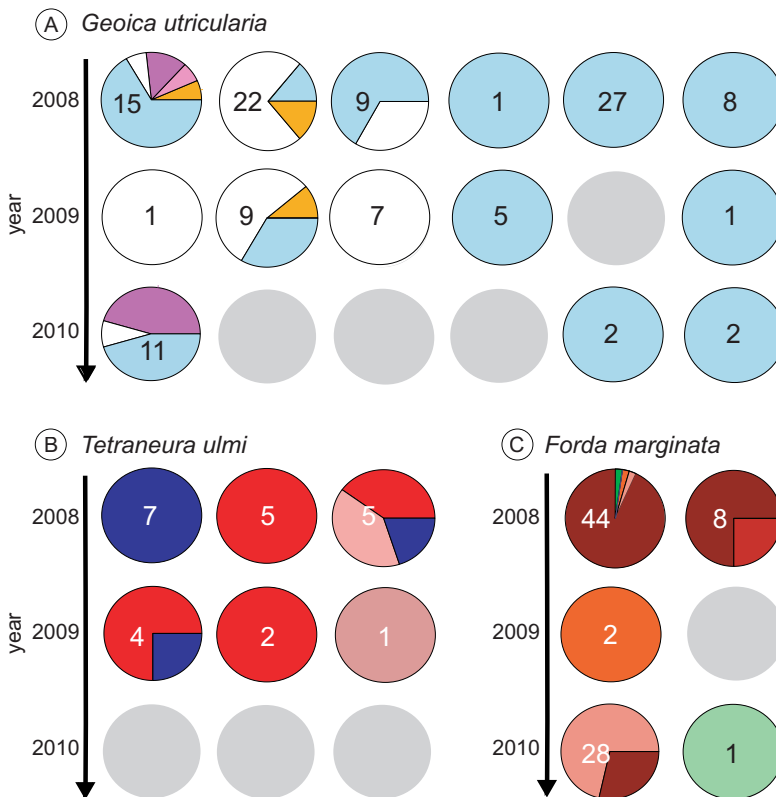 A Geoica utricularia
year
2008 15 22 9 1 27 8
2009 1 9 7 5 1
2010 11 2 2
B Tetraneura ulmi
year
2008 7 5 5
2009 4 2 1
2010
C Forda marginata
2008 44 8
2009 2
2010 28 1